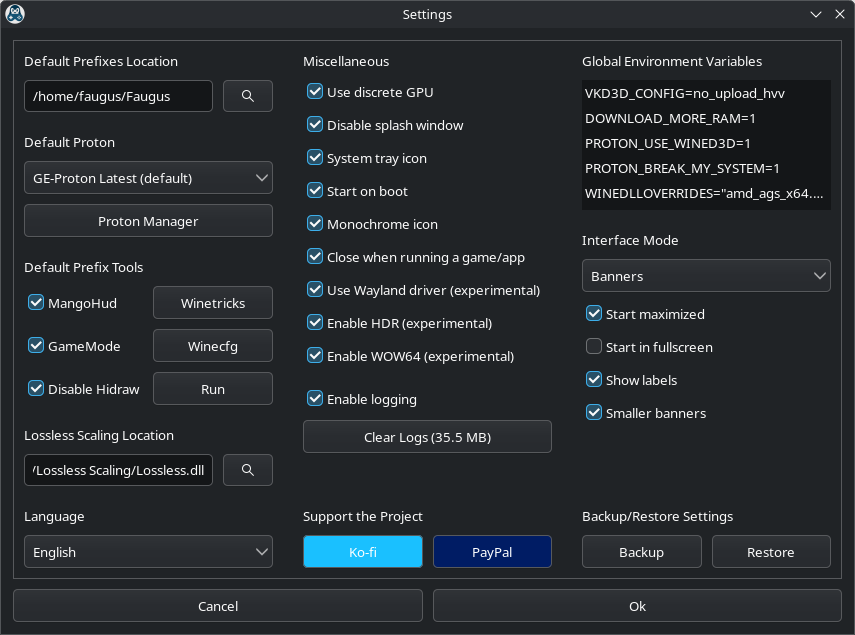 Settings
Default Prefixes Location
/home/faugus/Faugus
Default Proton
GE-Proton Latest (default)
Proton Manager
Default Prefix Tools
MangoHud
Winetricks
GameMode
Winecfg
Disable Hidraw
Run
Lossless Scaling Location
/Lossless Scaling/Lossless.dll
Language
English
Miscellaneous
Use discrete GPU
Disable splash window
System tray icon
Start on boot
Monochrome icon
Close when running a game/app
Use Wayland driver (experimental)
Enable HDR (experimental)
Enable WOW64 (experimental)
Enable logging
Clear Logs (35.5 MB)
Support the Project
Ko-fi
PayPal
Global Environment Variables
VKD3D_CONFIG=no_upload_hvv
DOWNLOAD_MORE_RAM=1
PROTON_USE_WINED3D=1
PROTON_BREAK_MY_SYSTEM=1
WINEDLLOVERRIDES="amd_ags_x64....
Interface Mode
Banners
Start maximized
Start in fullscreen
Show labels
Smaller banners
Backup/Restore Settings
Backup
Restore
Cancel
Ok